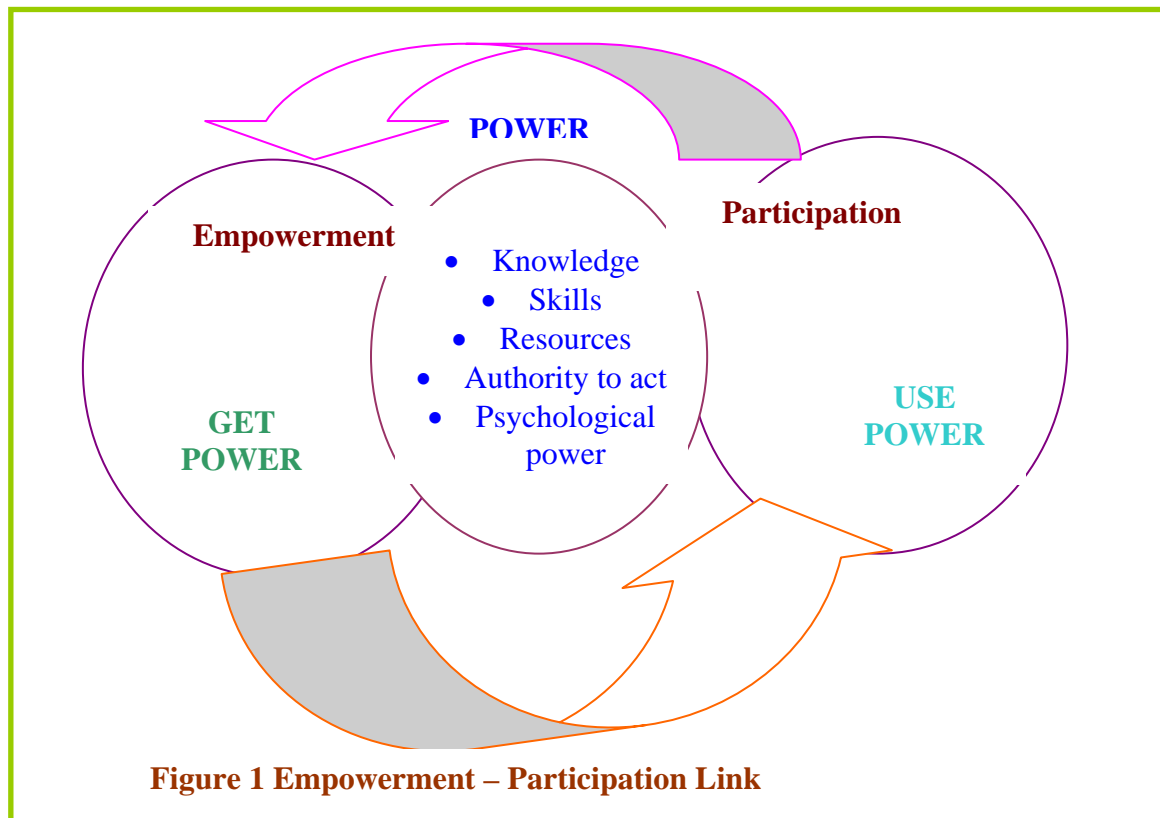 POWER
Participation
Empowerment
• Knowledge
• Skills
• Resources
• Authority to act
• Psychological
power
GET
POWER
USE
POWER
Figure 1 Empowerment – Participation Link